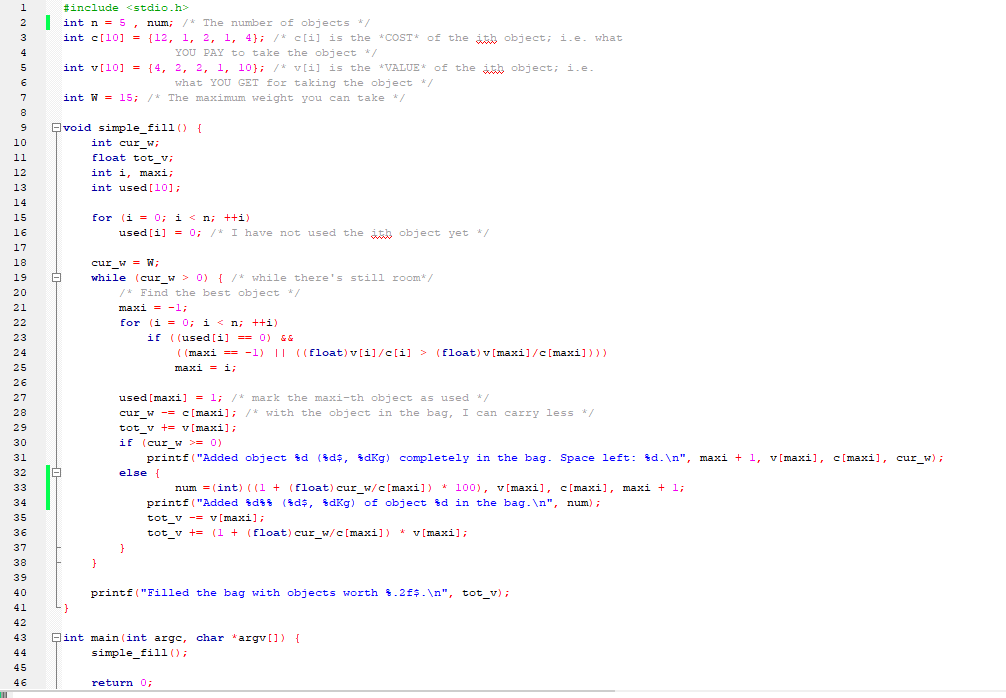 1 #include <stdio.h>
2 int n = 5 , num; /* The number of objects */
3 int c[10] = {12, 1, 2, 1, 4}; /* c[i] is the *COST* of the ith object; i.e. what
4 YOU PAY to take the object */
5 int v[10] = {4, 2, 2, 1, 10}; /* v[i] is the *VALUE* of the ith object; i.e.
6 what YOU GET for taking the object */
7 int W = 15; /* The maximum weight you can take */
8
9 void simple_fill() {
10 int cur_w;
11 float tot_v;
12 int i, maxi;
13 int used[10];
14
15 for (i = 0; i < n; ++i)
16 used[i] = 0; /* I have not used the ith object yet */
17
18 cur_w = W;
19 while (cur_w > 0) { /* while there's still room*/
20 /* Find the best object */
21 maxi = -1;
22 for (i = 0; i < n; ++i)
23 if ((used[i] == 0) &&
24 ((maxi == -1) || ((float)v[i]/c[i] > (float)v[maxi]/c[maxi])))
25 maxi = i;
26
27 used[maxi] = 1; /* mark the maxi-th object as used */
28 cur_w -= c[maxi]; /* with the object in the bag, I can carry less */
29 tot_v += v[maxi];
30 if (cur_w >= 0)
31 printf("Added object %d (%d$, %dKg) completely in the bag. Space left: %d.\n", maxi + 1, v[maxi], c[maxi], cur_w);
32 else {
33 num =(int)((1 + (float)cur_w/c[maxi]) * 100), v[maxi], c[maxi], maxi + 1;
34 printf("Added %d%% (%d$, %dKg) of object %d in the bag.\n", num);
35 tot_v -= v[maxi];
36 tot_v += (1 + (float)cur_w/c[maxi]) * v[maxi];
37 }
38 }
39
40 printf("Filled the bag with objects worth %.2f$.\n", tot_v);
41 }
42
43 int main(int argc, char *argv[]) {
44 simple_fill();
45
46 return 0;